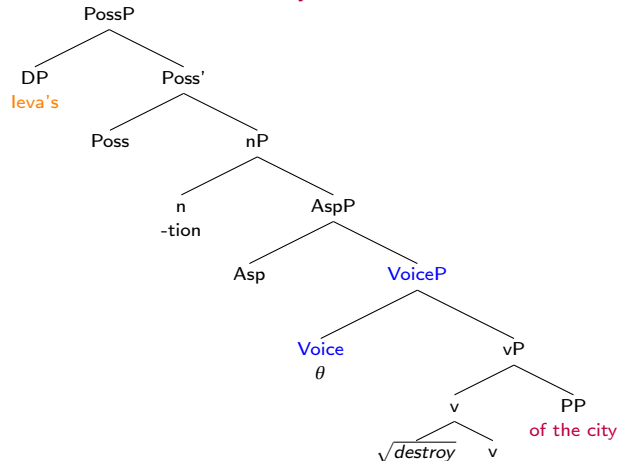 PossP
DP Poss'
Ieva's
Poss nP
n AspP
-tion
Asp VoiceP
Voice vP
θ
v PP
of the city
√destroy v